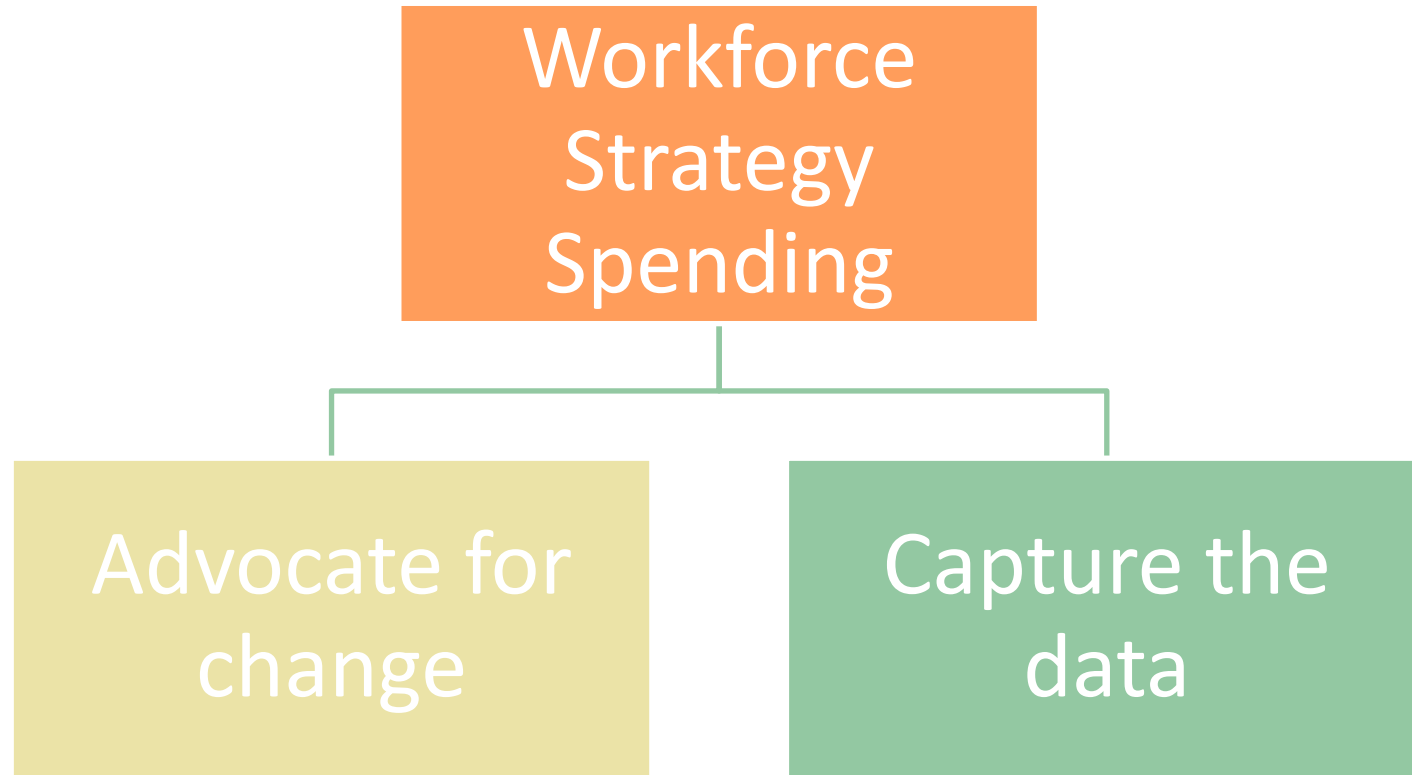 Workforce
Strategy
Spending
Advocate for
change
Capture the
data